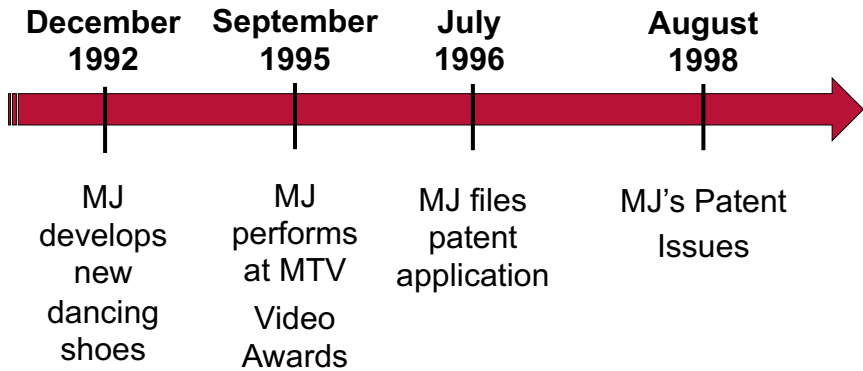 December
1992
September
1995
July
1996
August
1998
MJ
develops
new
dancing
shoes
MJ
performs
at MTV
Video
Awards
MJ files
patent
application
MJ’s Patent
Issues